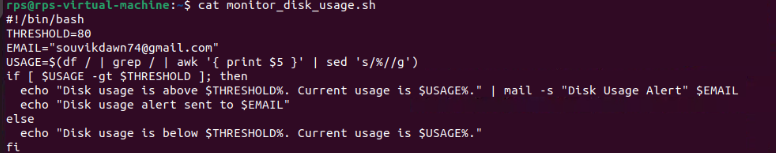 rps@rps-virtual-machine:~$ cat monitor_disk_usage.sh
#!/bin/bash
THRESHOLD=80
EMAIL="souvikdawn74@gmail.com"
USAGE=$(df / | grep / | awk '{ print $5 }' | sed 's/%//g')
if [ $USAGE -gt $THRESHOLD ]; then
  echo "Disk usage is above $THRESHOLD%. Current usage is $USAGE%." | mail -s "Disk Usage Alert" $EMAIL
  echo "Disk usage alert sent to $EMAIL"
else
  echo "Disk usage is below $THRESHOLD%. Current usage is $USAGE%."
fi